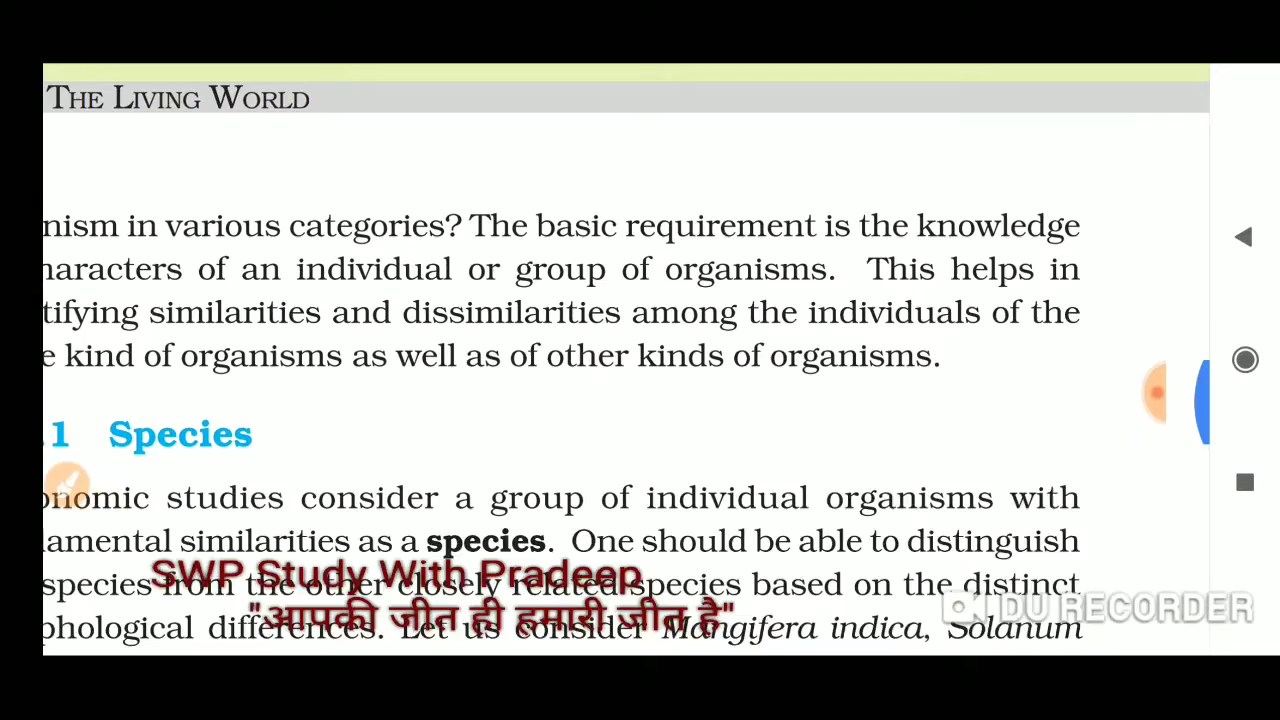 THE LIVING WORLD
nism in various categories? The basic requirement is the knowledge
haracters of an individual or group of organisms. This helps in
tifying similarities and dissimilarities among the individuals of the
e kind of organisms as well as of other kinds of organisms.
.1 Species
onomic studies consider a group of individual organisms with
lamental similarities as a species. One should be able to distinguish
species from the other closely related species based on the distinct
SWP Study With Pradeep
phological differences. Let us consider Mangifera indica, Solanum
"आपकी जीत ही हमारी जीत है"
DU RECORDER